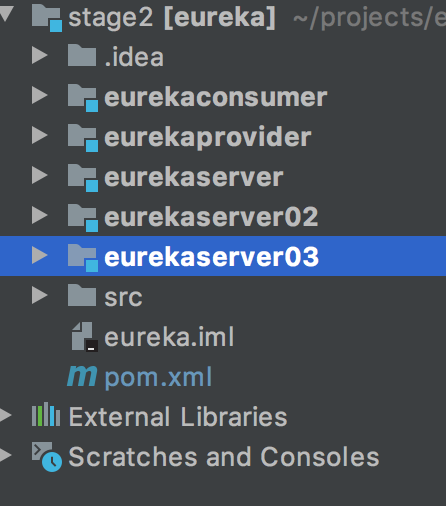 stage2 [eureka] ~/projects/e
.idea
eurekaconsumer
eurekaprovider
eurekaserver
eurekaserver02
eurekaserver03
src
eureka.iml
m pom.xml
External Libraries
Scratches and Consoles